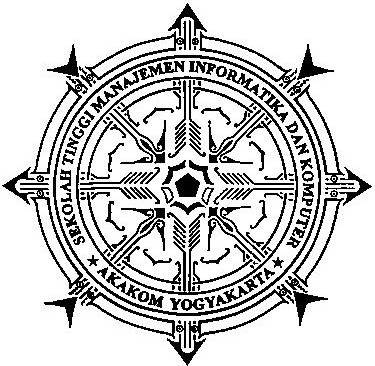 SEKOLAH TINGGI MANAJEMEN INFORMATIKA DAN KOMPUTER
AKAKOM YOGYAKARTA